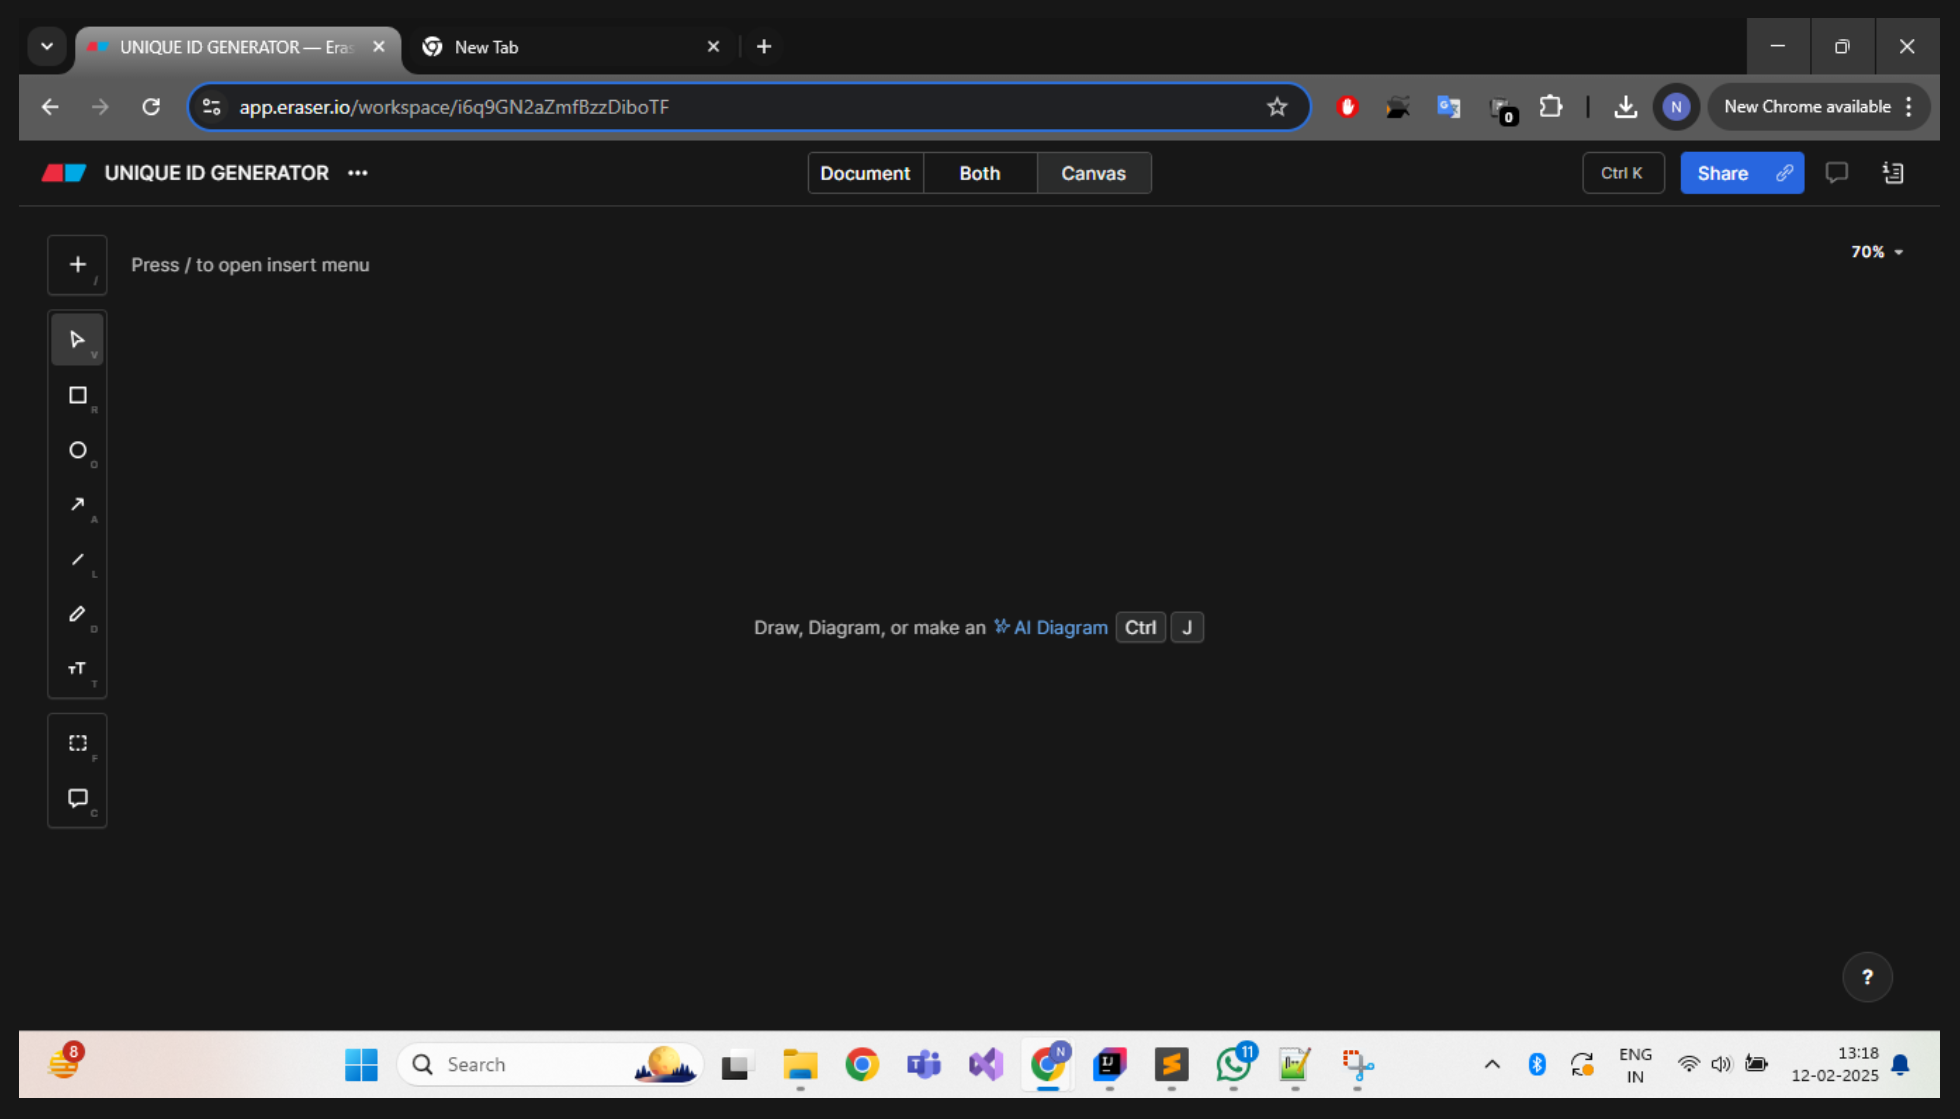 UNIQUE ID GENERATOR — Eras
New Tab
app.eraser.io/workspace/i6q9GN2aZmfBzzDiboTF
0
N
New Chrome available
UNIQUE ID GENERATOR
Document
Both
Canvas
Ctrl K
Share
/
Press / to open insert menu
70%
V
R
O
A
L
D
T
F
C
Draw, Diagram, or make an AI Diagram Ctrl J
?
8
Search
N
11
ENG
IN
13:18
12-02-2025